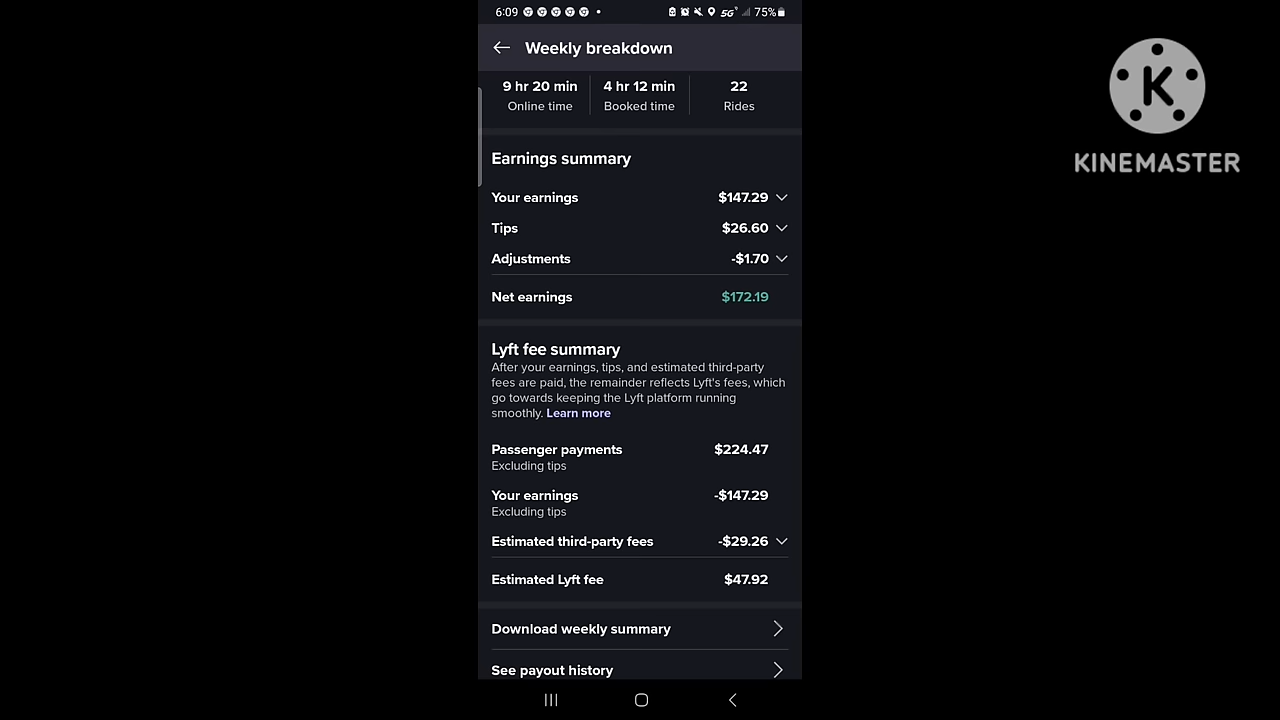 6:09 5G 75%
Weekly breakdown
9 hr 20 min 4 hr 12 min 22
Online time Booked time Rides
Earnings summary
Your earnings $147.29
Tips $26.60
Adjustments -$1.70
Net earnings $172.19
Lyft fee summary
After your earnings, tips, and estimated third-party
fees are paid, the remainder reflects Lyft's fees, which
go towards keeping the Lyft platform running
smoothly. Learn more
Passenger payments $224.47
Excluding tips
Your earnings -$147.29
Excluding tips
Estimated third-party fees -$29.26
Estimated Lyft fee $47.92
Download weekly summary
See payout history
K
KINEMASTER